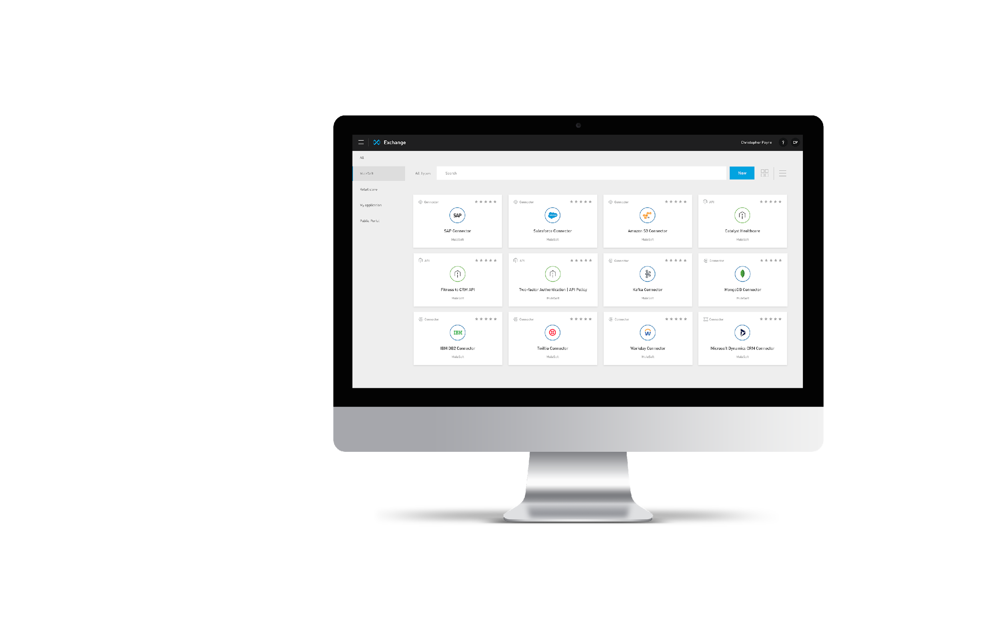 Exchange
Christopher Payne
?
CP
All
MuleSoft
Retail store
My application
Public Portal
All types
Search
New
Connector
SAP
SAP Connector
MuleSoft
Connector
salesforce
Salesforce Connector
MuleSoft
Connector
Amazon S3 Connector
MuleSoft
API
Catalyst Healthcare
MuleSoft
API
Fitness to CRM API
MuleSoft
API
Two-factor Authentication | API Policy
MuleSoft
Connector
Kafka Connector
MuleSoft
Connector
MongoDB Connector
MuleSoft
Connector
IBM
IBM DB2 Connector
MuleSoft
Connector
Twillio Connector
MuleSoft
Connector
W
Workday Connector
MuleSoft
Connector
Microsoft Dynamics CRM Connector
MuleSoft